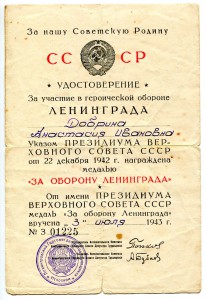 За нашу Советскую Родину
СССР
УДОСТОВЕРЕНИЕ
За участие в героической обороне
ЛЕНИНГРАДА
Добрина
Анастасия Ивановна
Указом ПРЕЗИДИУМА ВЕР-
ХОВНОГО СОВЕТА СССР
от 22 декабря 1942 г. награждена
медалью
«ЗА ОБОРОНУ ЛЕНИНГРАДА»
От имени ПРЕЗИДИУМА
ВЕРХОВНОГО СОВЕТА СССР
медаль «За оборону Ленинграда»
вручена „3" июля 1943 г.
№ З 01225